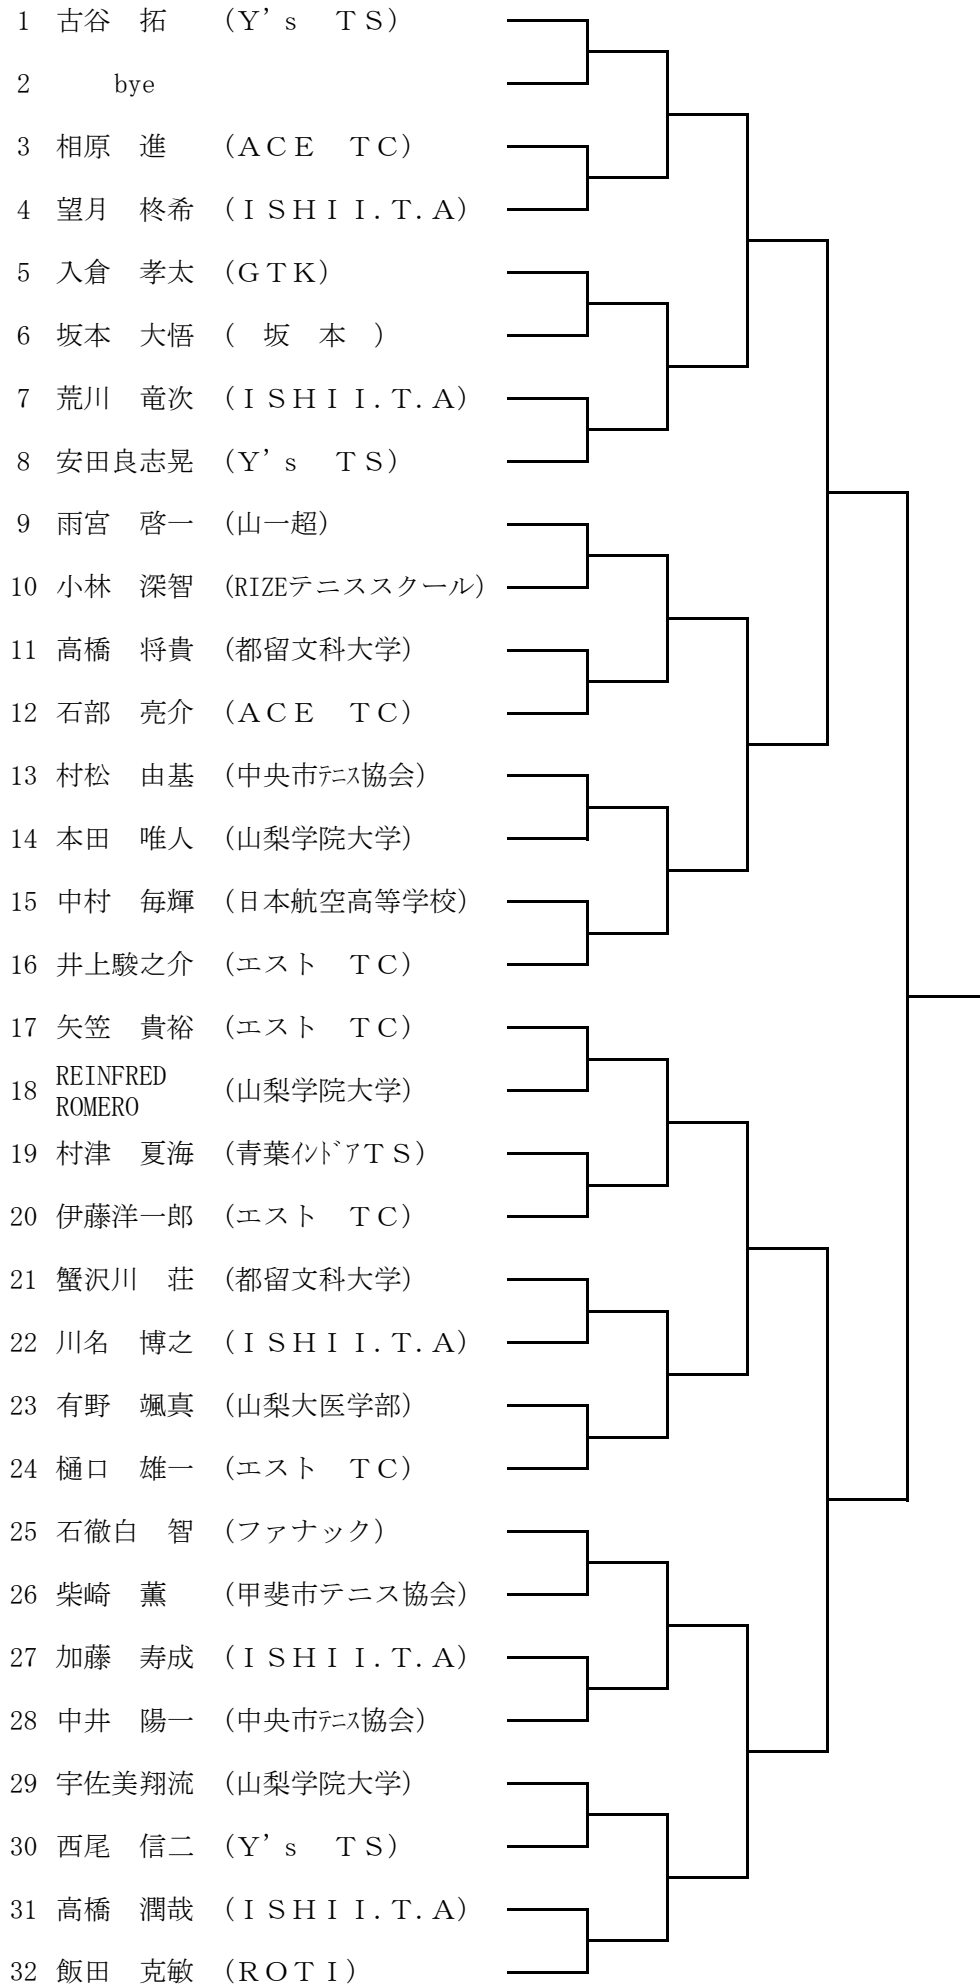 1 古谷　拓 (Y's　TS)
2 bye
3 相原　進 (ACE　TC)
4 望月　柊希 (ISHII.T.A)
5 入倉　孝太 (GTK)
6 坂本　大悟 (　坂　本　)
7 荒川　竜次 (ISHII.T.A)
8 安田良志晃 (Y's　TS)
9 雨宮　啓一 (山一超)
10 小林　深智 (RIZEテニススクール)
11 高橋　将貴 (都留文科大学)
12 石部　亮介 (ACE　TC)
13 村松　由基 (中央市ﾃﾆｽ協会)
14 本田　唯人 (山梨学院大学)
15 中村　毎輝 (日本航空高等学校)
16 井上駿之介 (エスト　TC)
17 矢笠　貴裕 (エスト　TC)
18 REINFRED ROMERO (山梨学院大学)
19 村津　夏海 (青葉ｲﾝﾄﾞｱTS)
20 伊藤洋一郎 (エスト　TC)
21 蟹沢川　荘 (都留文科大学)
22 川名　博之 (ISHII.T.A)
23 有野　颯真 (山梨大医学部)
24 樋口　雄一 (エスト　TC)
25 石徹白　智 (ファナック)
26 柴崎　薫 (甲斐市テニス協会)
27 加藤　寿成 (ISHII.T.A)
28 中井　陽一 (中央市ﾃﾆｽ協会)
29 宇佐美翔流 (山梨学院大学)
30 西尾　信二 (Y's　TS)
31 高橋　潤哉 (ISHII.T.A)
32 飯田　克敏 (ROTI)